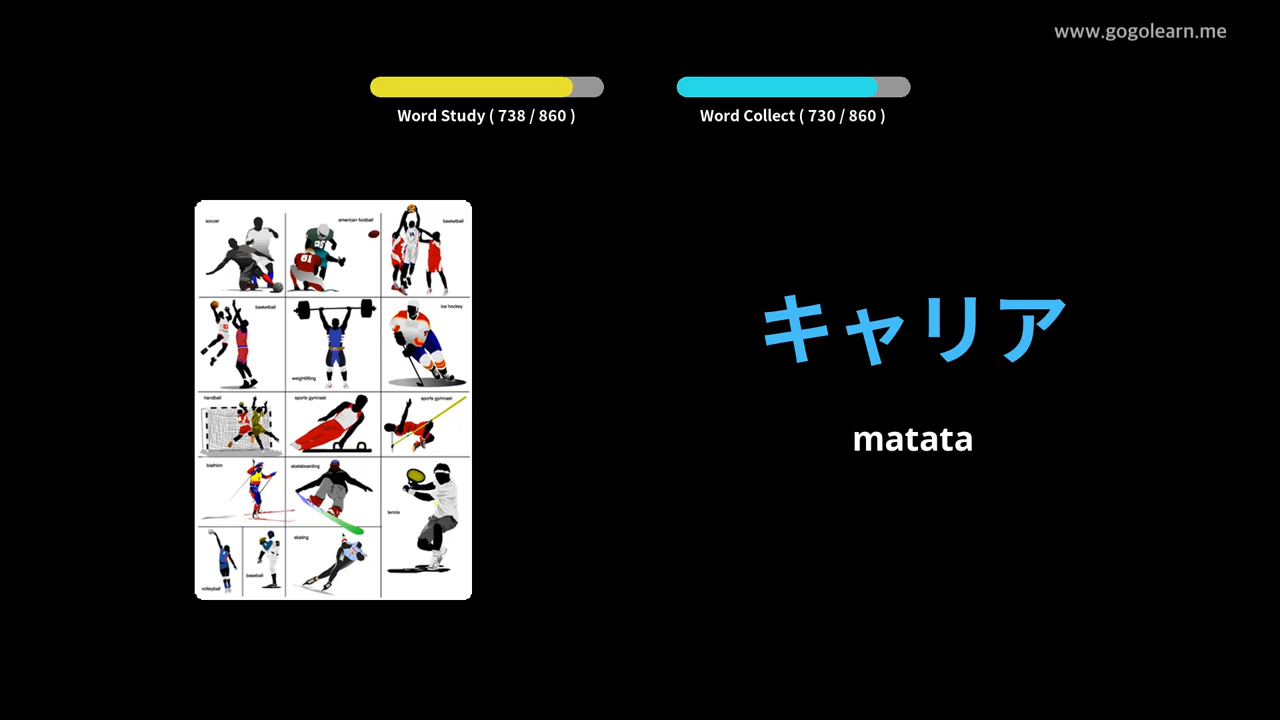 www.gogolearn.me
Word Study ( 738 / 860 )
Word Collect ( 730 / 860 )
soccer
american football
basketball
basketball
weightlifting
ice hockey
handball
sports gymnast
sports gymnast
biathlon
skateboarding
tennis
volleyball
baseball
skating
キャリア
matata